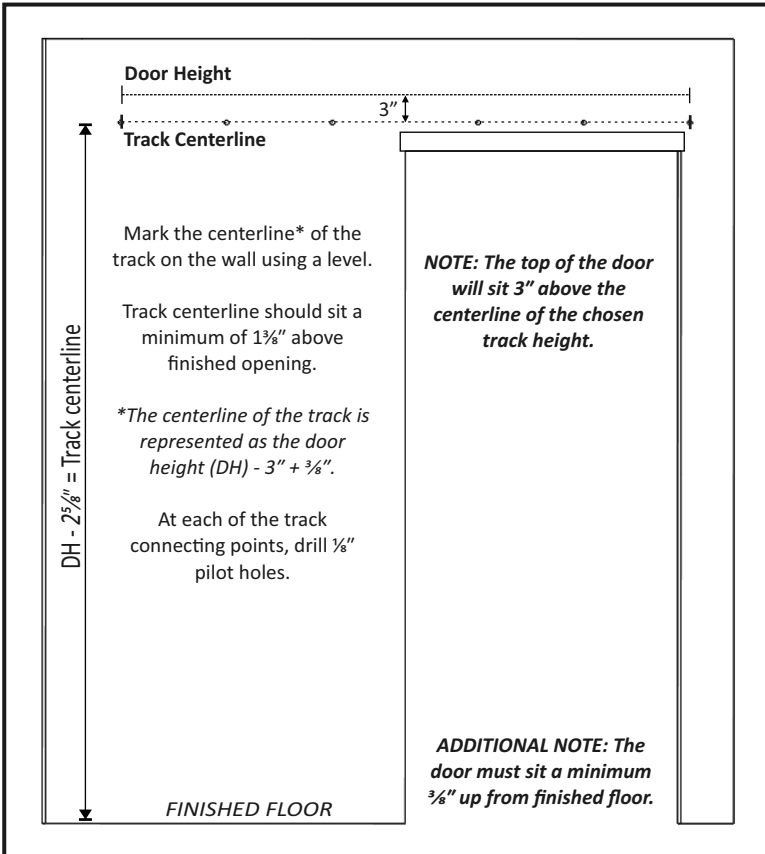 Door Height
3″
Track Centerline
DH - 2⅝″ = Track centerline
Mark the centerline* of the
track on the wall using a level.
Track centerline should sit a
minimum of 1⅜″ above
finished opening.
*The centerline of the track is
represented as the door
height (DH) - 3″ + ⅜″.
At each of the track
connecting points, drill ⅛″
pilot holes.
NOTE: The top of the door
will sit 3″ above the
centerline of the chosen
track height.
ADDITIONAL NOTE: The
door must sit a minimum
⅜″ up from finished floor.
FINISHED FLOOR